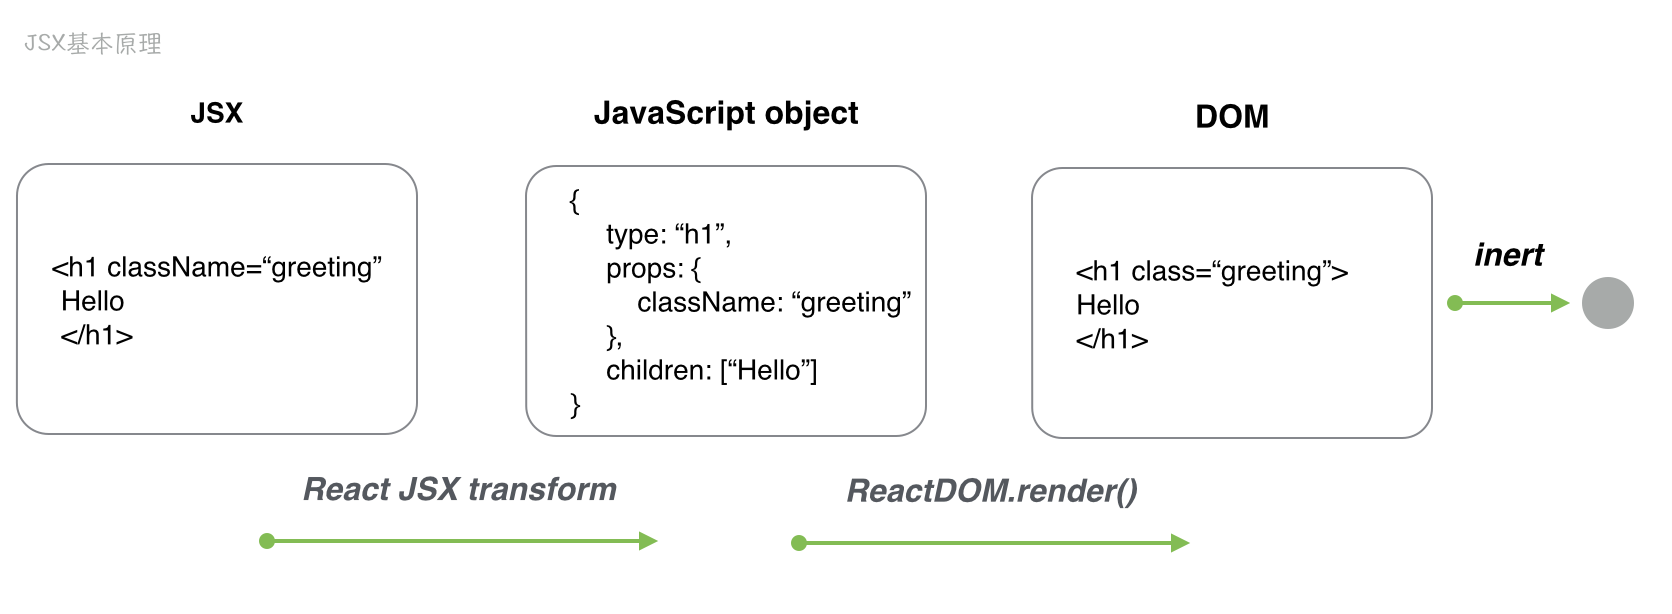 JSX基本原理
JSX
JavaScript object
DOM
<h1 className=“greeting”
Hello
</h1>
{
type: “h1”,
props: {
className: “greeting”
},
children: [“Hello”]
}
<h1 class=“greeting”>
Hello
</h1>
inert
React JSX transform
ReactDOM.render()